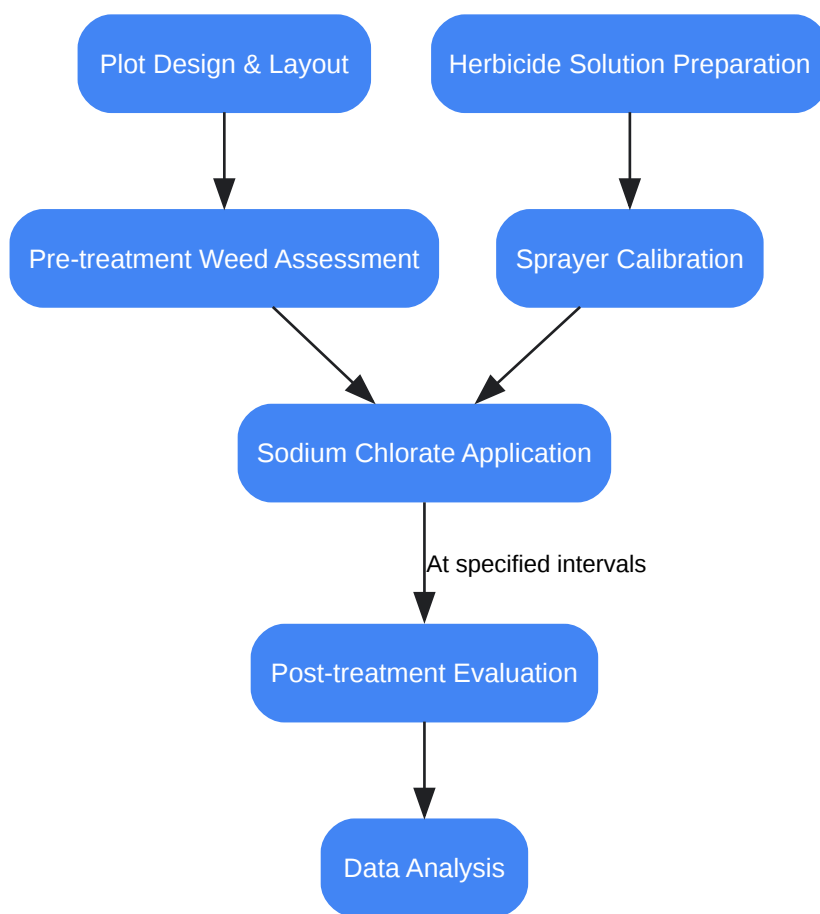 Plot Design & Layout
Herbicide Solution Preparation
Pre-treatment Weed Assessment
Sprayer Calibration
Sodium Chlorate Application
At specified intervals
Post-treatment Evaluation
Data Analysis